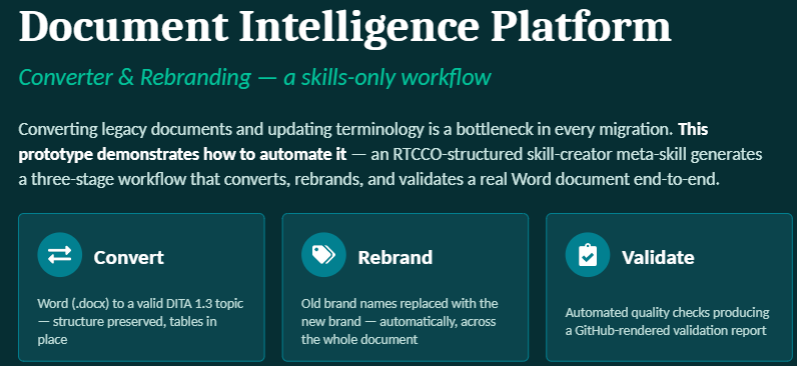 Document Intelligence Platform
Converter & Rebranding — a skills-only workflow
Converting legacy documents and updating terminology is a bottleneck in every migration. This
prototype demonstrates how to automate it — an RTCCO-structured skill-creator meta-skill generates
a three-stage workflow that converts, rebrands, and validates a real Word document end-to-end.
Convert
Word (.docx) to a valid DITA 1.3 topic
— structure preserved, tables in
place
Rebrand
Old brand names replaced with the
new brand — automatically, across
the whole document
Validate
Automated quality checks producing
a GitHub-rendered validation report